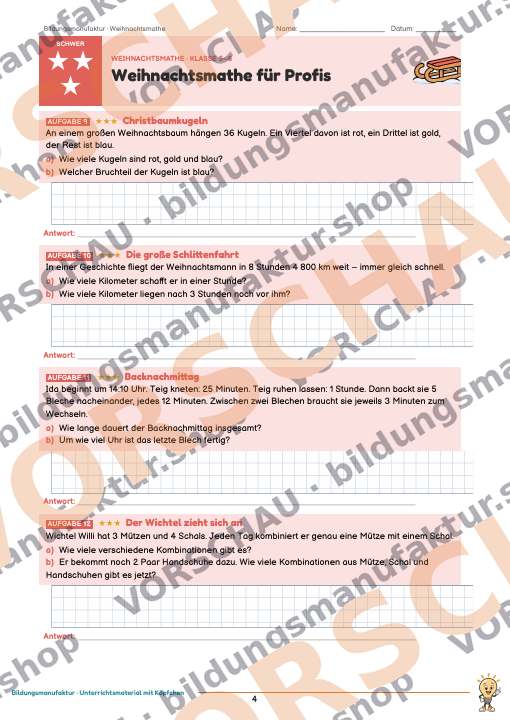 Bildungsmanufaktur · Weihnachtsmathe Name: Datum:
SCHWER
WEIHNACHTSMATHE · KLASSE 5–6
Weihnachtsmathe für Profis
AUFGABE 9 ★★★ Christbaumkugeln
An einem großen Weihnachtsbaum hängen 36 Kugeln. Ein Viertel davon ist rot, ein Drittel ist gold,
der Rest ist blau.
a) Wie viele Kugeln sind rot, gold und blau?
b) Welcher Bruchteil der Kugeln ist blau?
Antwort:
AUFGABE 10 ★★★ Die große Schlittenfahrt
In einer Geschichte fliegt der Weihnachtsmann in 8 Stunden 4 800 km weit – immer gleich schnell.
a) Wie viele Kilometer schafft er in einer Stunde?
b) Wie viele Kilometer liegen nach 3 Stunden noch vor ihm?
Antwort:
AUFGABE 11 ★★★ Backnachmittag
Ida beginnt um 14:10 Uhr. Teig kneten: 25 Minuten. Teig ruhen lassen: 1 Stunde. Dann backt sie 5
Bleche nacheinander, jedes 12 Minuten. Zwischen zwei Blechen braucht sie jeweils 3 Minuten zum
Wechseln.
a) Wie lange dauert der Backnachmittag insgesamt?
b) Um wie viel Uhr ist das letzte Blech fertig?
Antwort:
AUFGABE 12 ★★★ Der Wichtel zieht sich an
Wichtel Willi hat 3 Mützen und 4 Schals. Jeden Tag kombiniert er genau eine Mütze mit einem Schal.
a) Wie viele verschiedene Kombinationen gibt es?
b) Er bekommt noch 2 Paar Handschuhe dazu. Wie viele Kombinationen aus Mütze, Schal und
Handschuhen gibt es jetzt?
Antwort:
Bildungsmanufaktur · Unterrichtsmaterial mit Köpfchen
4
VORSCHAU · bildungsmanufaktur.shop
VORSCHAU